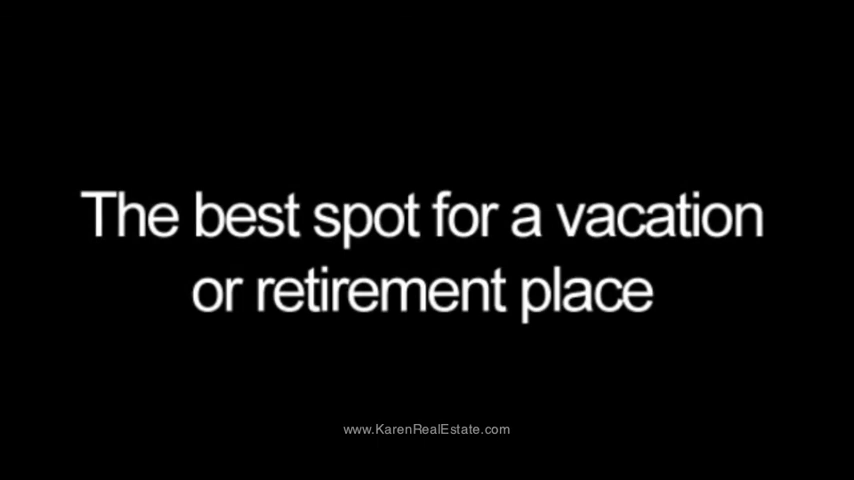 The best spot for a vacation
or retirement place
www.KarenRealEstate.com